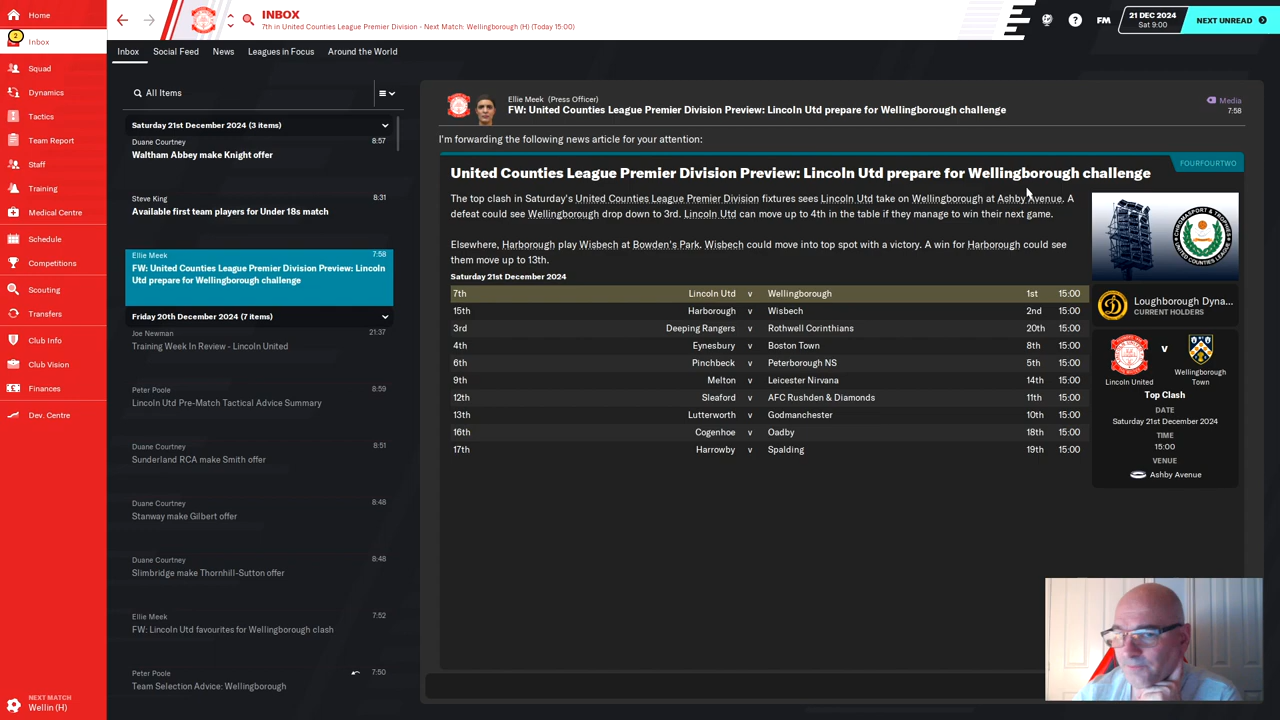 Home
INBOX
7th in United Counties League Premier Division - Next Match: Wellingborough (H) (Today 15:00)
FM
21 DEC 2024
Sat 9:00
NEXT UNREAD
2
Inbox
Squad
Dynamics
Tactics
Team Report
Staff
Training
Medical Centre
Schedule
Competitions
Scouting
Transfers
Club Info
Club Vision
Finances
Dev. Centre
NEXT MATCH
Wellin (H)
Inbox
Social Feed
News
Leagues in Focus
Around the World
All Items
Saturday 21st December 2024 (3 items)
Duane Courtney
8:57
Waltham Abbey make Knight offer
Steve King
8:31
Available first team players for Under 18s match
Ellie Meek
7:58
FW: United Counties League Premier Division Preview: Lincoln
Utd prepare for Wellingborough challenge
Friday 20th December 2024 (7 items)
Joe Newman
21:37
Training Week In Review - Lincoln United
Peter Poole
8:59
Lincoln Utd Pre-Match Tactical Advice Summary
Duane Courtney
8:51
Sunderland RCA make Smith offer
Duane Courtney
8:48
Stanway make Gilbert offer
Duane Courtney
8:48
Slimbridge make Thornhill-Sutton offer
Ellie Meek
7:52
FW: Lincoln Utd favourites for Wellingborough clash
Peter Poole
7:50
Team Selection Advice: Wellingborough
Ellie Meek (Press Officer)
FW: United Counties League Premier Division Preview: Lincoln Utd prepare for Wellingborough challenge
Media
7:58
I'm forwarding the following news article for your attention:
FOURFOURTWO
United Counties League Premier Division Preview: Lincoln Utd prepare for Wellingborough challenge
The top clash in Saturday's United Counties League Premier Division fixtures sees Lincoln Utd take on Wellingborough at Ashby Avenue. A
defeat could see Wellingborough drop down to 3rd. Lincoln Utd can move up to 4th in the table if they manage to win their next game.
Elsewhere, Harborough play Wisbech at Bowden's Park. Wisbech could move into top spot with a victory. A win for Harborough could see
them move up to 13th.
Saturday 21st December 2024
7th Lincoln Utd v Wellingborough 1st 15:00
15th Harborough v Wisbech 2nd 15:00
3rd Deeping Rangers v Rothwell Corinthians 20th 15:00
4th Eynesbury v Boston Town 8th 15:00
6th Pinchbeck v Peterborough NS 5th 15:00
9th Melton v Leicester Nirvana 14th 15:00
12th Sleaford v AFC Rushden & Diamonds 11th 15:00
13th Lutterworth v Godmanchester 10th 15:00
16th Cogenhoe v Oadby 18th 15:00
17th Harrowby v Spalding 19th 15:00
Loughborough Dyna...
CURRENT HOLDERS
v
Lincoln United
Wellingborough
Town
Top Clash
DATE
Saturday 21st December 2024
TIME
15:00
VENUE
Ashby Avenue